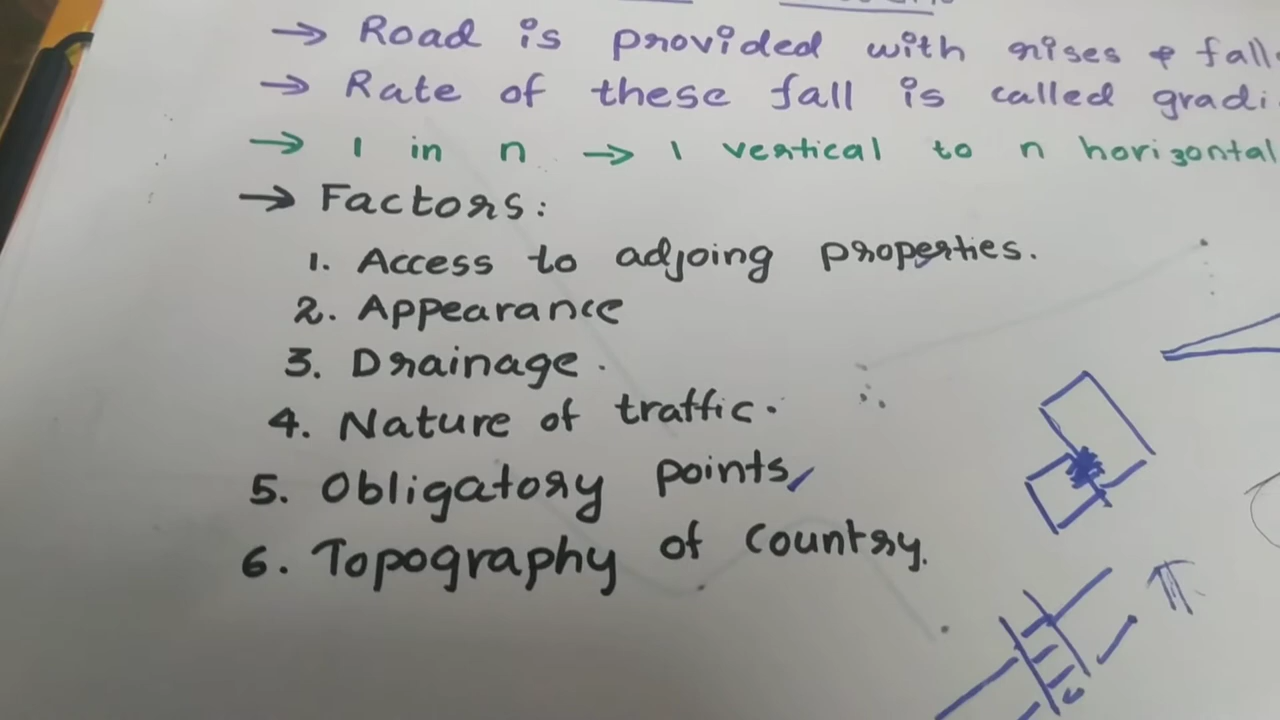 → Road is provided with rises & fall
→ Rate of these fall is called gradi
→ 1 in n → 1 vertical to n horizontal
→ Factors:
1. Access to adjoing properties.
2. Appearance
3. Drainage.
4. Nature of traffic.
5. Obligatory points,
6. Topography of country.